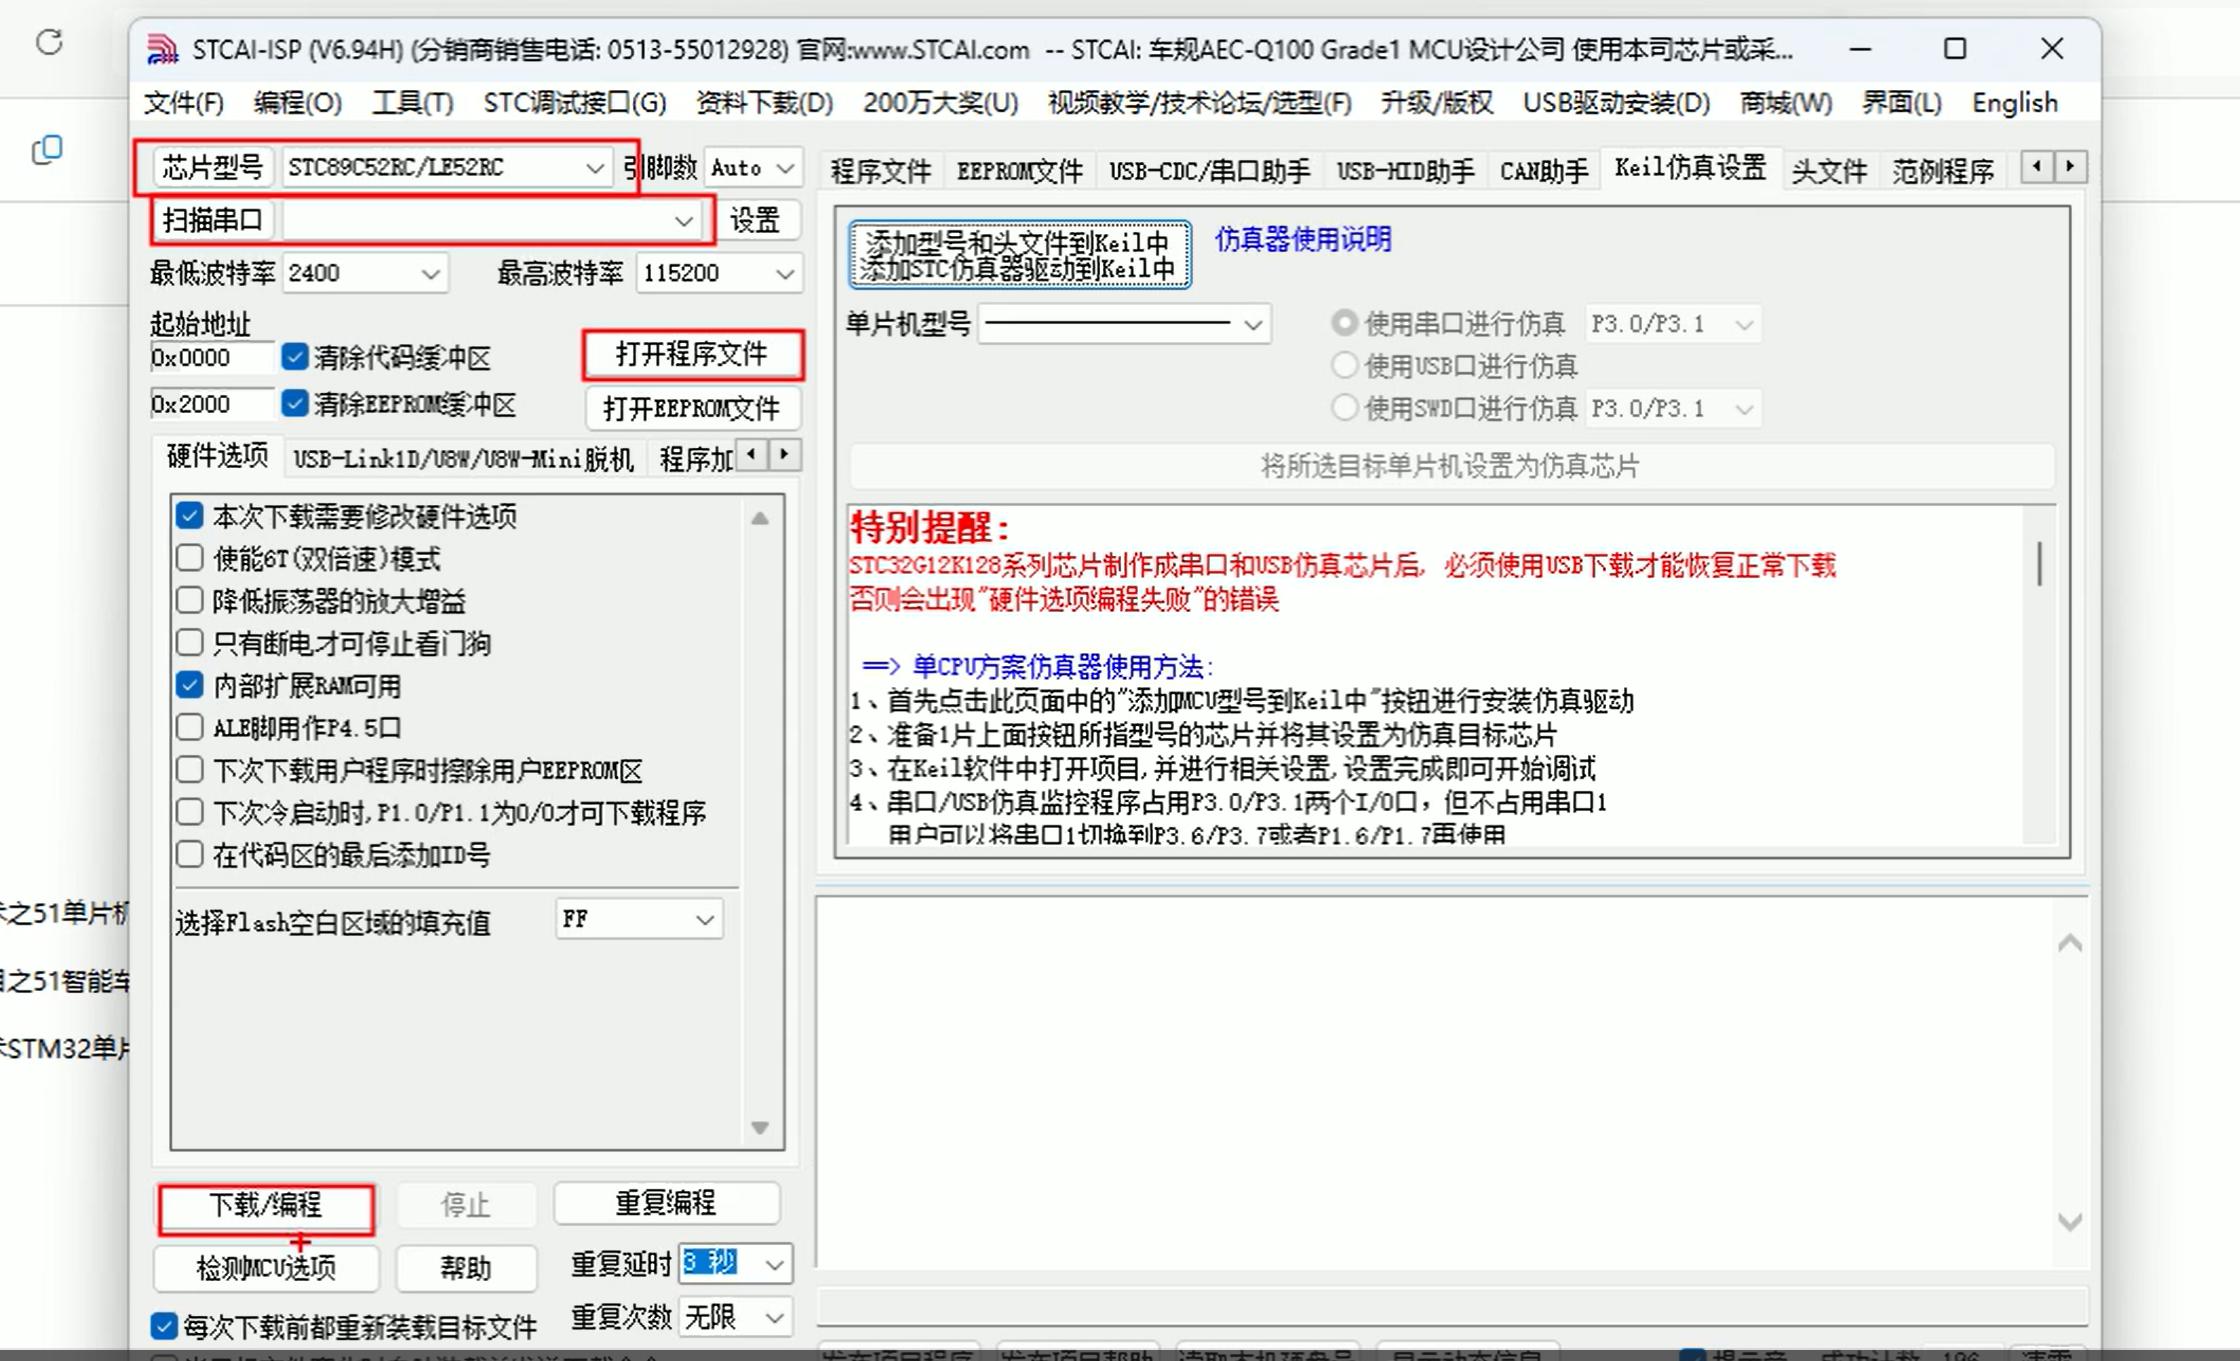 STCAI-ISP (V6.94H) (分销商销售电话: 0513-55012928) 官网:www.STCAI.com -- STCAI: 车规AEC-Q100 Grade1 MCU设计公司 使用本司芯片或采...
文件(F) 编程(O) 工具(T) STC调试接口(G) 资料下载(D) 200万大奖(U) 视频教学/技术论坛/选型(F) 升级/版权 USB驱动安装(D) 商城(W) 界面(L) English
芯片型号 STC89C52RC/LE52RC 引脚数 Auto
扫描串口 设置
最低波特率 2400 最高波特率 115200
起始地址
0x0000 清除代码缓冲区 打开程序文件
0x2000 清除EEPROM缓冲区 打开EEPROM文件
硬件选项 USB-Link1D/U8W/U8W-Mini脱机 程序加
本次下载需要修改硬件选项
使能6T(双倍速)模式
降低振荡器的放大增益
只有断电才可停止看门狗
内部扩展RAM可用
ALE脚用作P4.5口
下次下载用户程序时擦除用户EEPROM区
下次冷启动时,P1.0/P1.1为0/0才可下载程序
在代码区的最后添加ID号
选择Flash空白区域的填充值 FF
下载/编程 停止 重复编程
检测MCU选项 帮助 重复延时 3 秒
每次下载前都重新装载目标文件 重复次数 无限
程序文件 EEPROM文件 USB-CDC/串口助手 USB-HID助手 CAN助手 Keil仿真设置 头文件 范例程序
添加型号和头文件到Keil中
添加STC仿真器驱动到Keil中
仿真器使用说明
单片机型号 使用串口进行仿真 P3.0/P3.1
使用USB口进行仿真
使用SWD口进行仿真 P3.0/P3.1
将所选目标单片机设置为仿真芯片
特别提醒:
STC32G12K128系列芯片制作成串口和USB仿真芯片后, 必须使用USB下载才能恢复正常下载
否则会出现"硬件选项编程失败"的错误
==> 单CPU方案仿真器使用方法:
1、首先点击此页面中的"添加MCU型号到Keil中"按钮进行安装仿真驱动
2、准备1片上面按钮所指型号的芯片并将其设置为仿真目标芯片
3、在Keil软件中打开项目,并进行相关设置,设置完成即可开始调试
4、串口/USB仿真监控程序占用P3.0/P3.1两个I/O口，但不占用串口1
用户可以将串口1切换到P3.6/P3.7或者P1.6/P1.7再使用
之51单片机
之51智能车
STM32单片